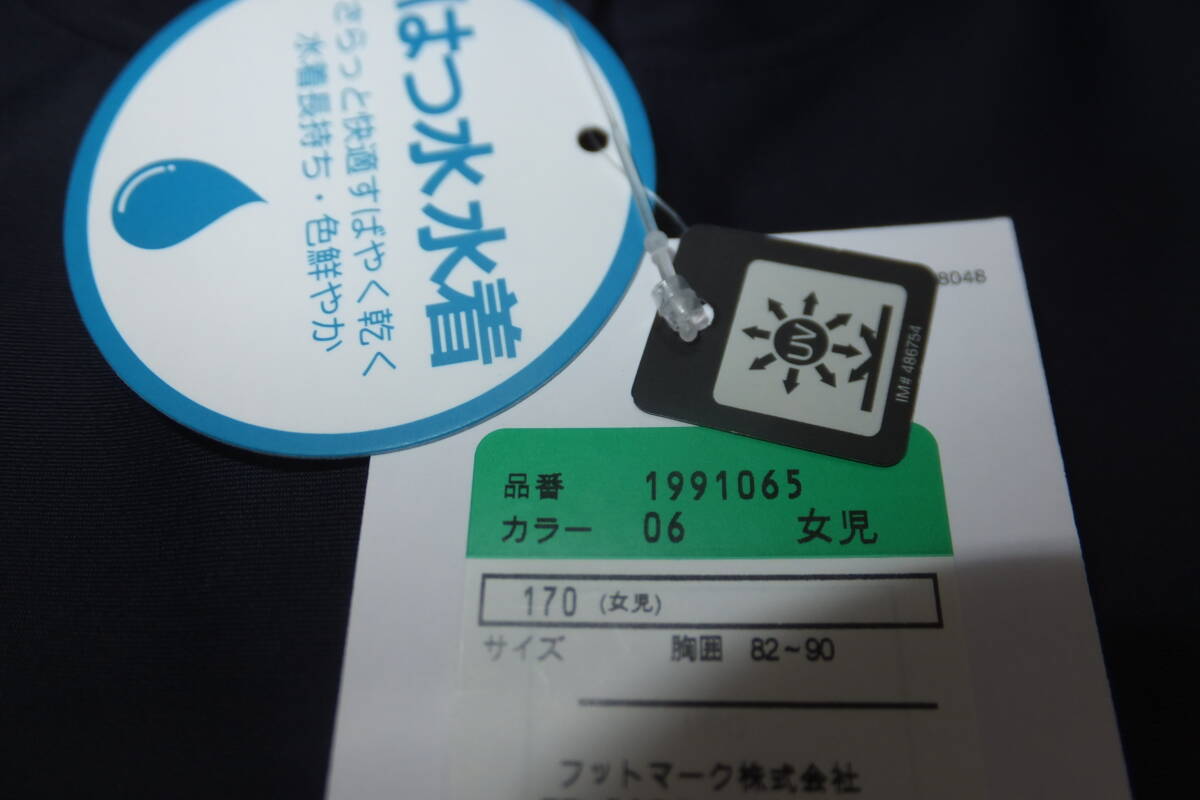 はっ水水着
さらっと快適すばやく乾く
水着長持ち・色鮮やか
UV
IM# 486754
8048
品番 1991065
カラー 06 女児
170 (女児)
サイズ 胸囲 82~90
フットマーク株式会社